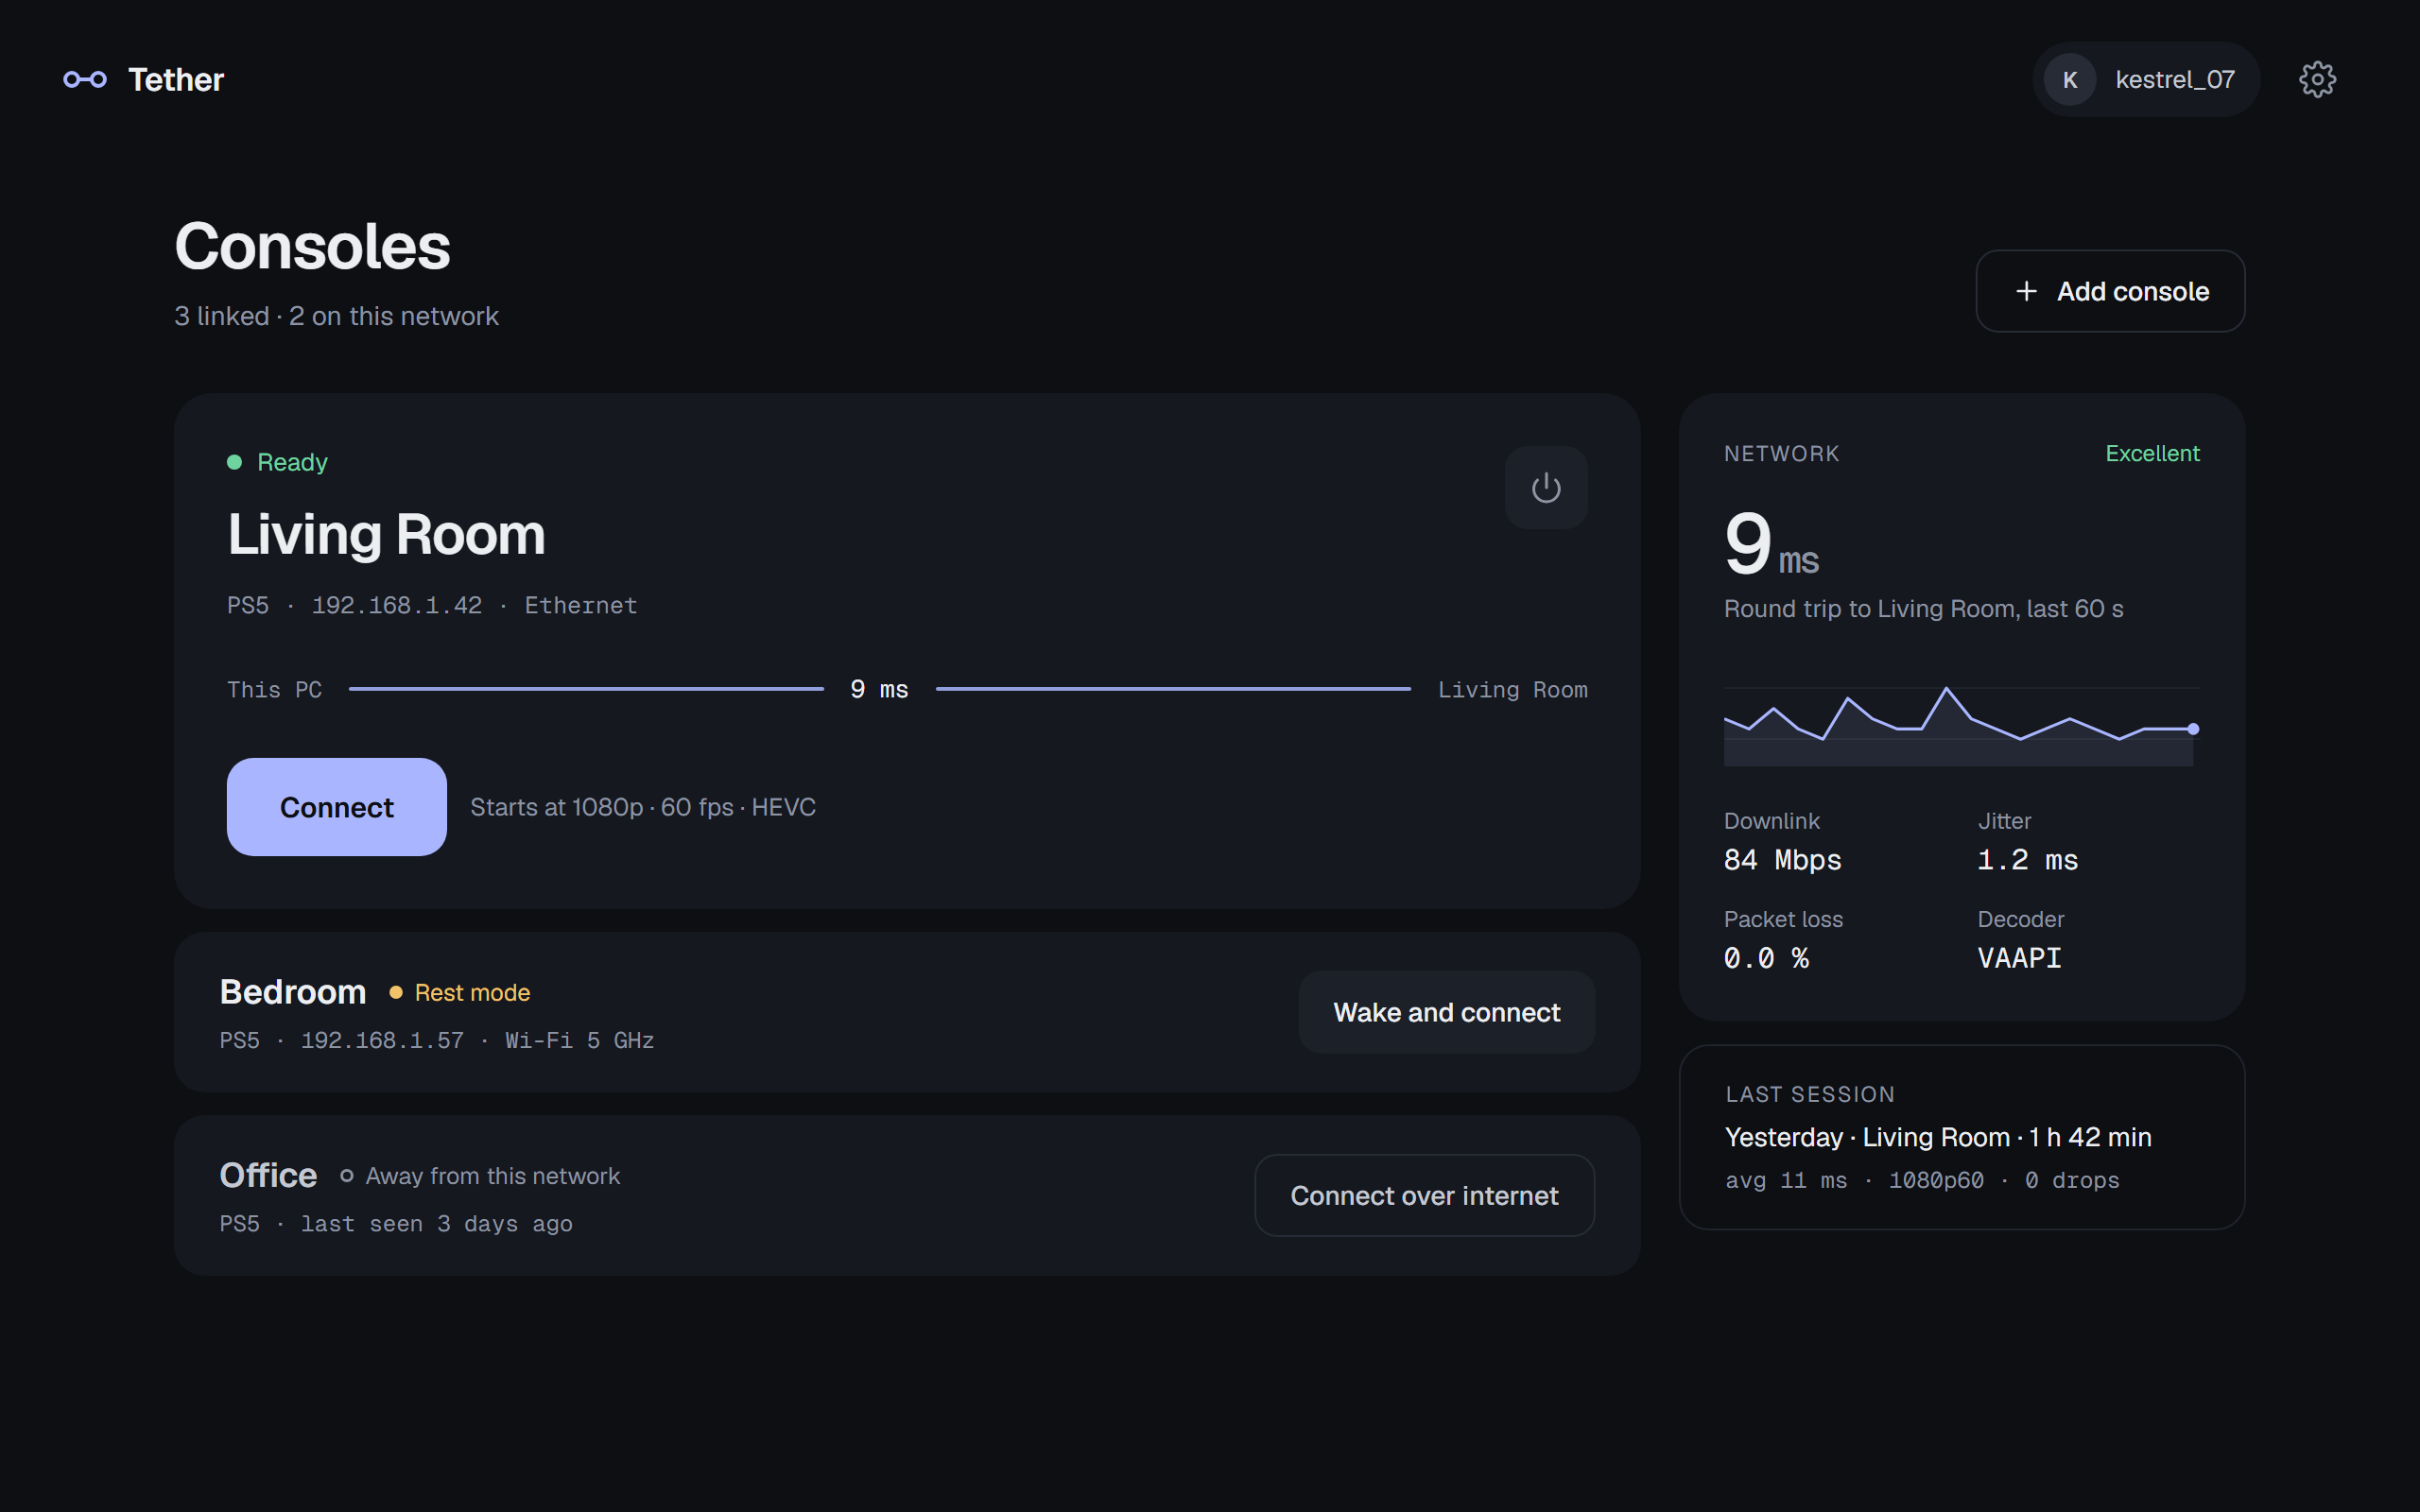 Tether
K kestrel_07
Consoles
3 linked · 2 on this network
+ Add console
Ready
Living Room
PS5 · 192.168.1.42 · Ethernet
This PC 9 ms Living Room
Connect Starts at 1080p · 60 fps · HEVC
Bedroom Rest mode
PS5 · 192.168.1.57 · Wi-Fi 5 GHz
Wake and connect
Office Away from this network
PS5 · last seen 3 days ago
Connect over internet
NETWORK Excellent
9 ms
Round trip to Living Room, last 60 s
Downlink Jitter
84 Mbps 1.2 ms
Packet loss Decoder
0.0 % VAAPI
LAST SESSION
Yesterday · Living Room · 1 h 42 min
avg 11 ms · 1080p60 · 0 drops